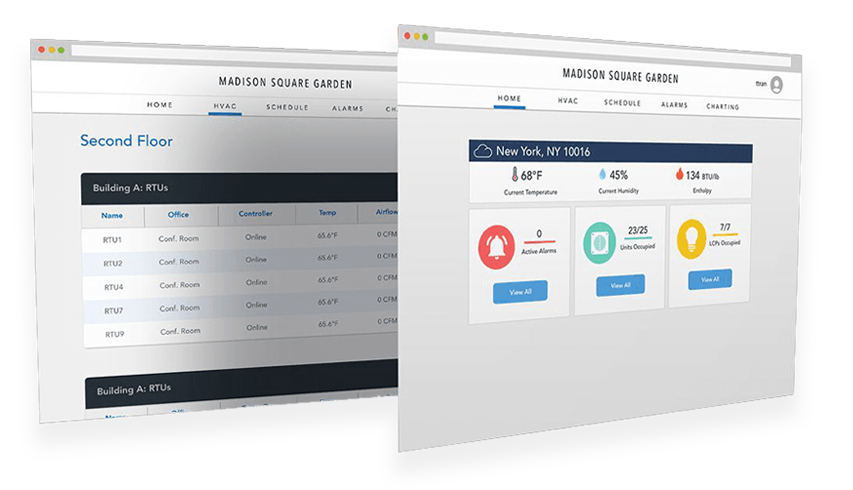 MADISON SQUARE GARDEN
HOME HVAC SCHEDULE ALARMS CH
Second Floor
Building A: RTUs
Name Office Controller Temp Airflow
RTU1 Conf. Room Online 65.6°F 0 CFM
RTU2 Conf. Room Online 65.6°F 0 CFM
RTU4 Conf. Room Online 65.6°F 0 CFM
RTU7 Conf. Room Online 65.6°F 0 CFM
RTU9 Conf. Room Online 65.6°F 0 CFM
Building A: RTUs
MADISON SQUARE GARDEN
ttran
HOME HVAC SCHEDULE ALARMS CHARTING
New York, NY 10016
68°F 45% 134 BTU/lb
Current Temperature Current Humidity Enthalpy
0 23/25 7/7
Active Alarms Units Occupied LCPs Occupied
View All View All View All